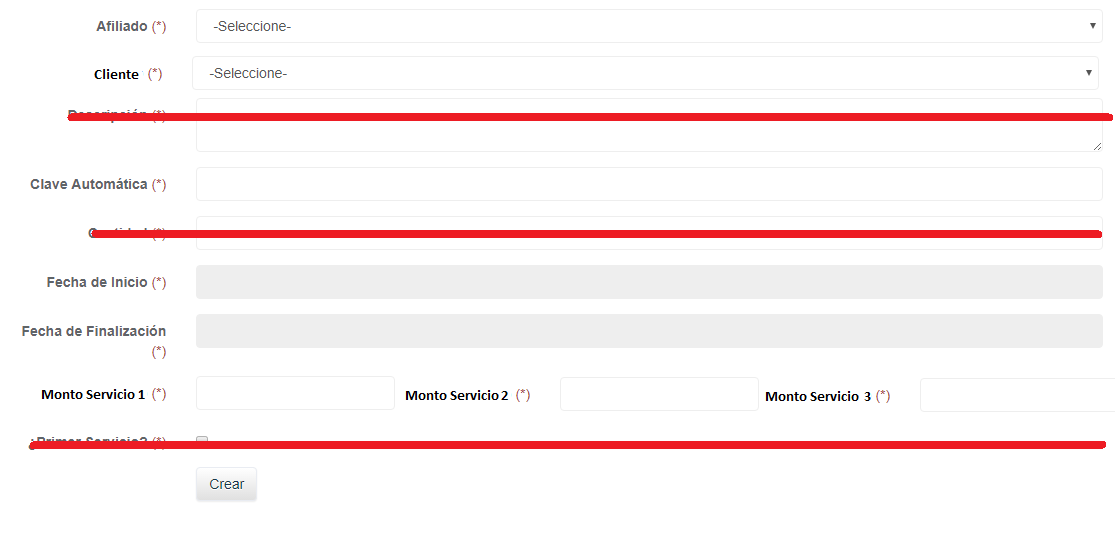 Afiliado (*) -Seleccione-
Cliente (*) -Seleccione-
Descripción (*)
Clave Automática (*)
Cantidad (*)
Fecha de Inicio (*)
Fecha de Finalización
(*)
Monto Servicio 1 (*) Monto Servicio 2 (*) Monto Servicio 3 (*)
¿Primer Servicio? (*)
Crear